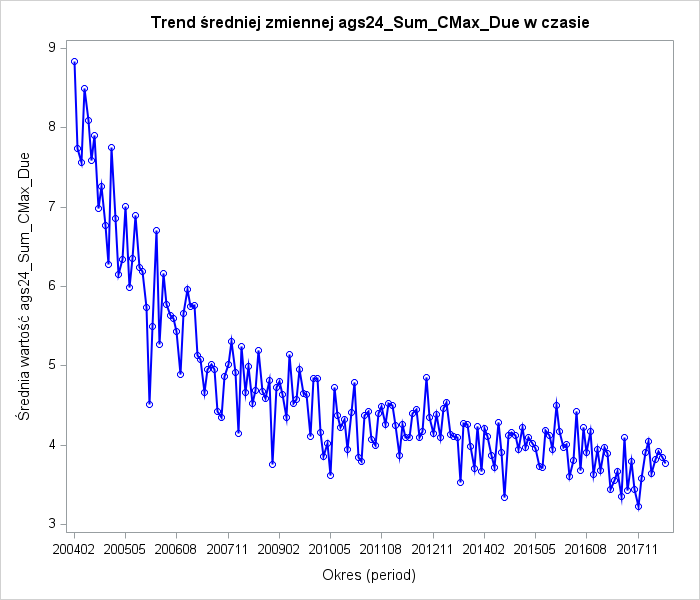 Trend średniej zmiennej ags24_Sum_CMax_Due w czasie
Średnia wartość ags24_Sum_CMax_Due
9
8
7
6
5
4
3
200402 200505 200608 200711 200902 201005 201108 201211 201402 201505 201608 201711
Okres (period)